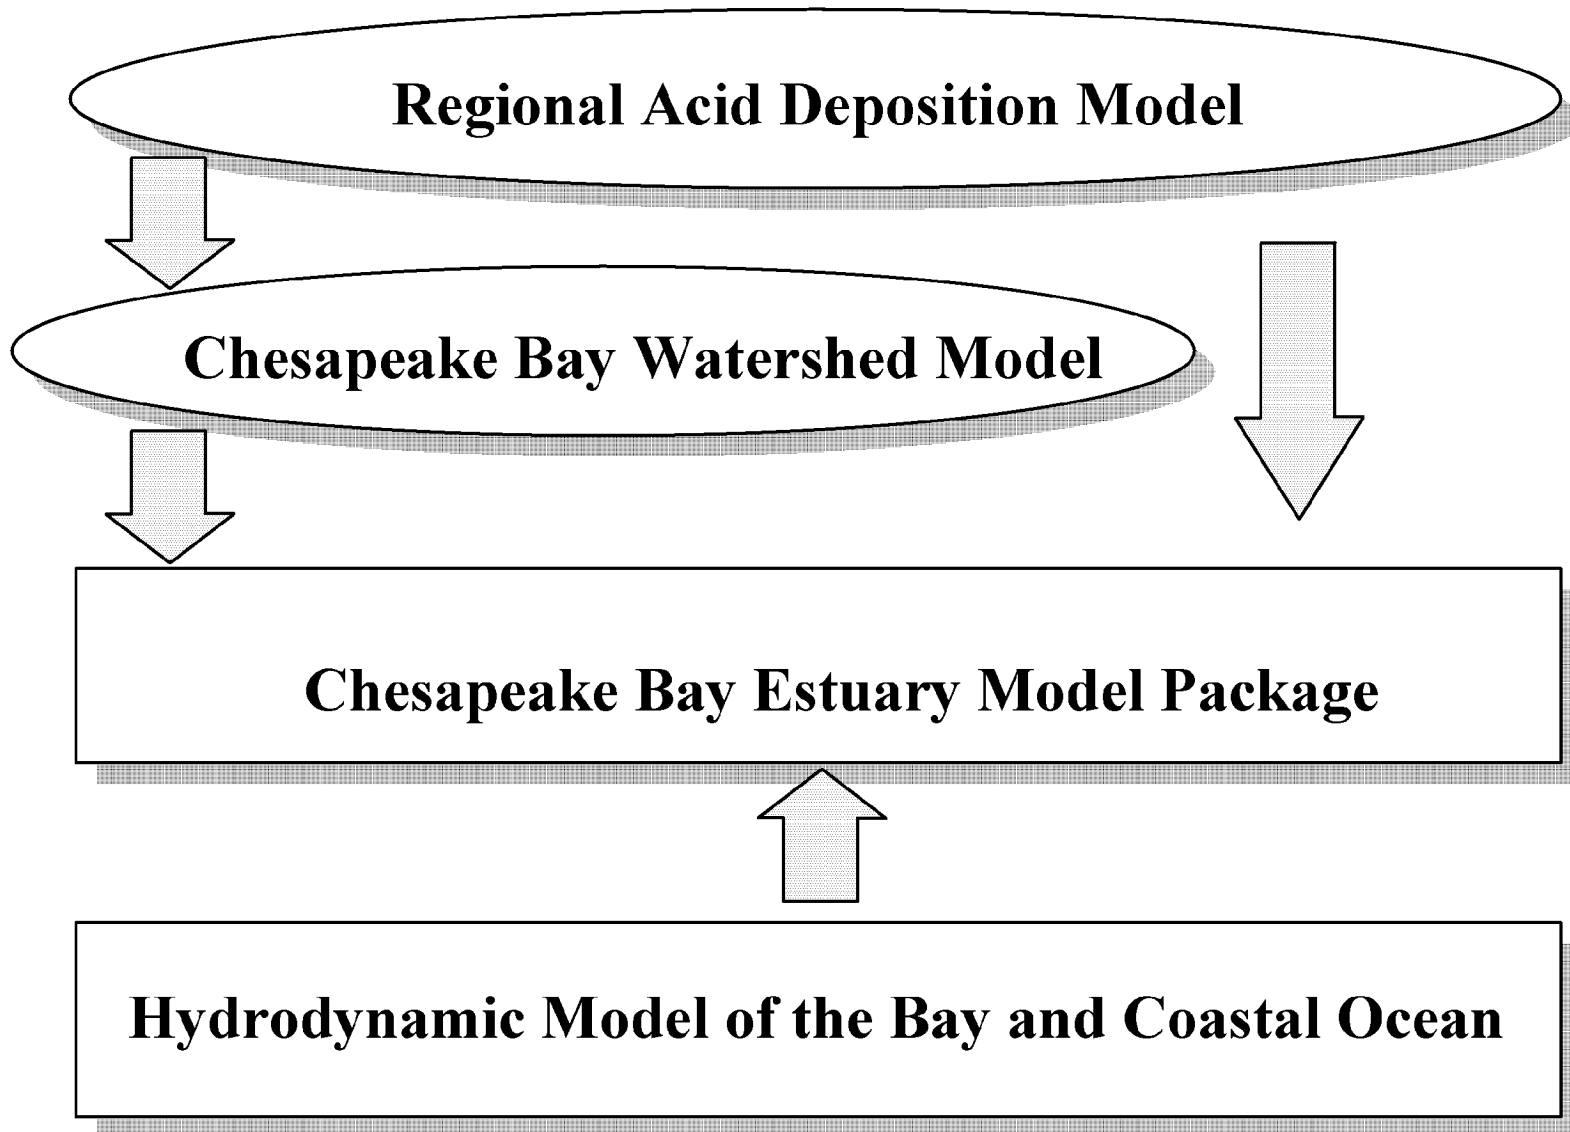 Regional Acid Deposition Model
Chesapeake Bay Watershed Model
Chesapeake Bay Estuary Model Package
Hydrodynamic Model of the Bay and Coastal Ocean